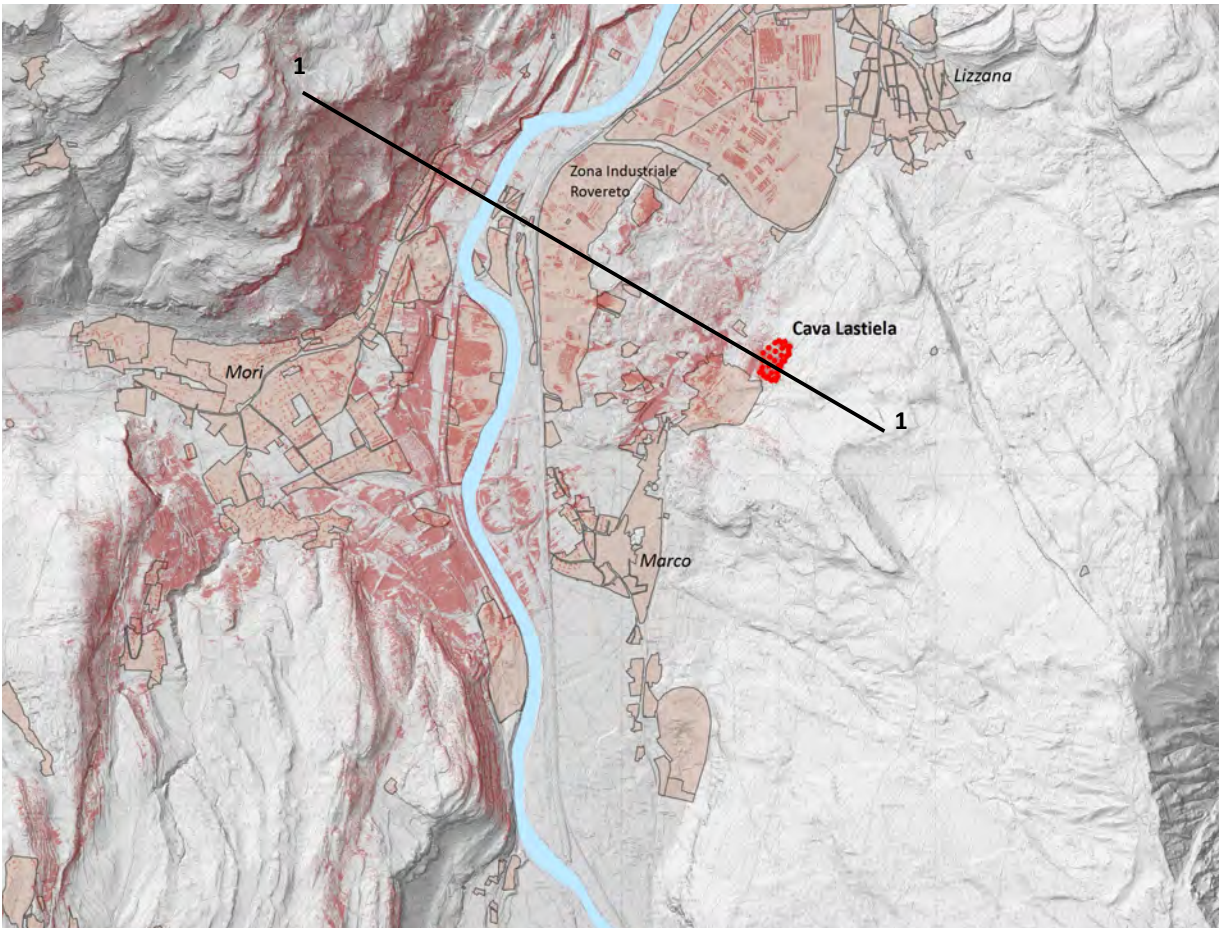 1
Lizzana
Zona Industriale
Rovereto
Cava Lastiela
Mori
1
Marco